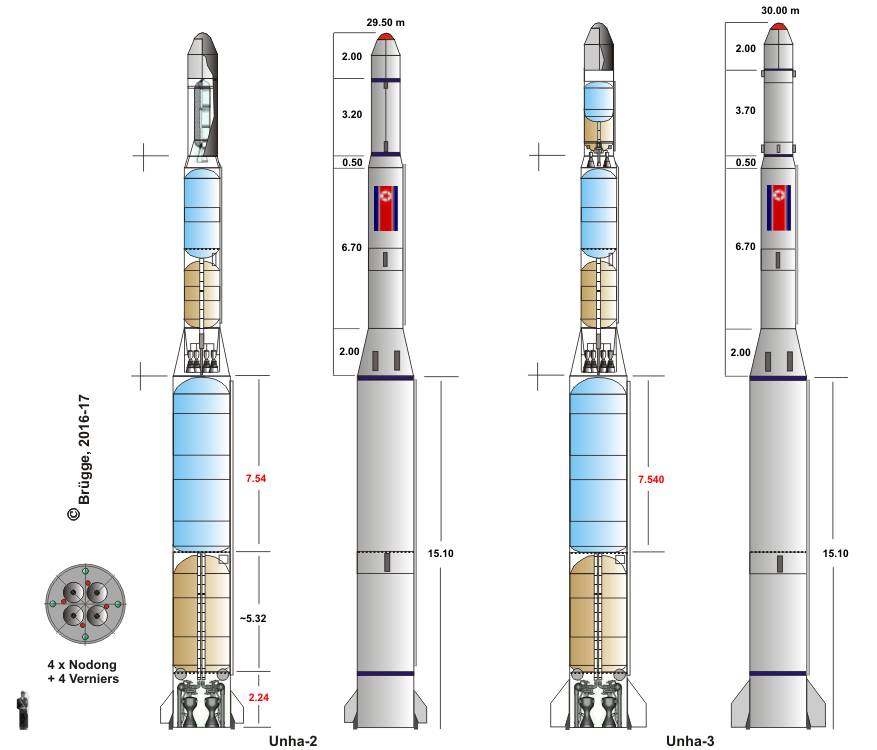 29.50 m
2.00
3.20
0.50
6.70
2.00
7.54
15.10
~5.32
2.24
© Brügge, 2016-17
4 x Nodong
+ 4 Verniers
Unha-2
30.00 m
2.00
3.70
0.50
6.70
2.00
7.540
15.10
Unha-3